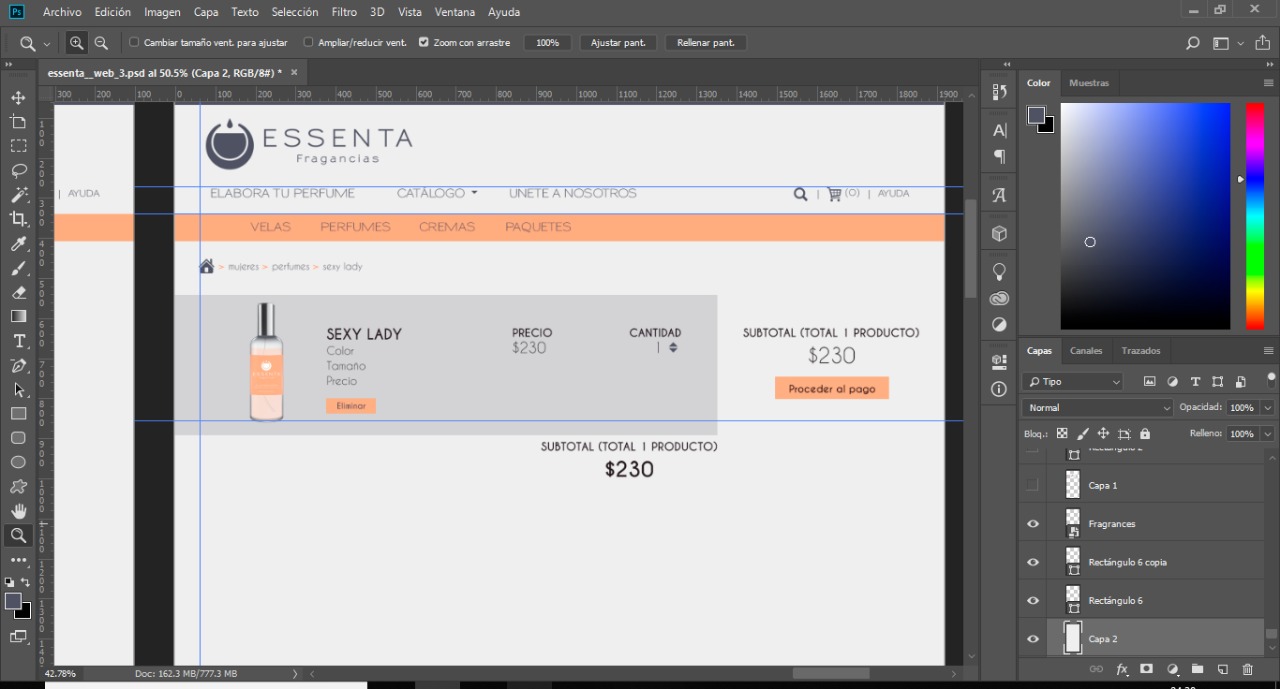 Ps Archivo Edición Imagen Capa Texto Selección Filtro 3D Vista Ventana Ayuda
Cambiar tamaño vent. para ajustar Ampliar/reducir vent. Zoom con arrastre 100% Ajustar pant. Rellenar pant.
essenta__web_3.psd al 50.5% (Capa 2, RGB/8#) * ×
300 200 100 0 100 200 300 400 500 600 700 800 900 1000 1100 1200 1300 1400 1500 1600 1700 1800 1900
ESSENTA
Fragancias
| AYUDA
ELABORA TU PERFUME CATÁLOGO UNETE A NOSOTROS | (0) | AYUDA
VELAS PERFUMES CREMAS PAQUETES
> mujeres > perfumes > sexy lady
SEXY LADY
Color
Tamaño
Precio
Eliminar
PRECIO
$230
CANTIDAD
SUBTOTAL (TOTAL 1 PRODUCTO)
$230
Proceder al pago
SUBTOTAL (TOTAL 1 PRODUCTO)
$230
42.78% Doc: 162.3 MB/777.3 MB
Color Muestras
Capas Canales Trazados
Tipo
Normal Opacidad: 100%
Bloq.: Relleno: 100%
Rectángulo 2
Capa 1
Fragrances
Rectángulo 6 copia
Rectángulo 6
Capa 2
fx